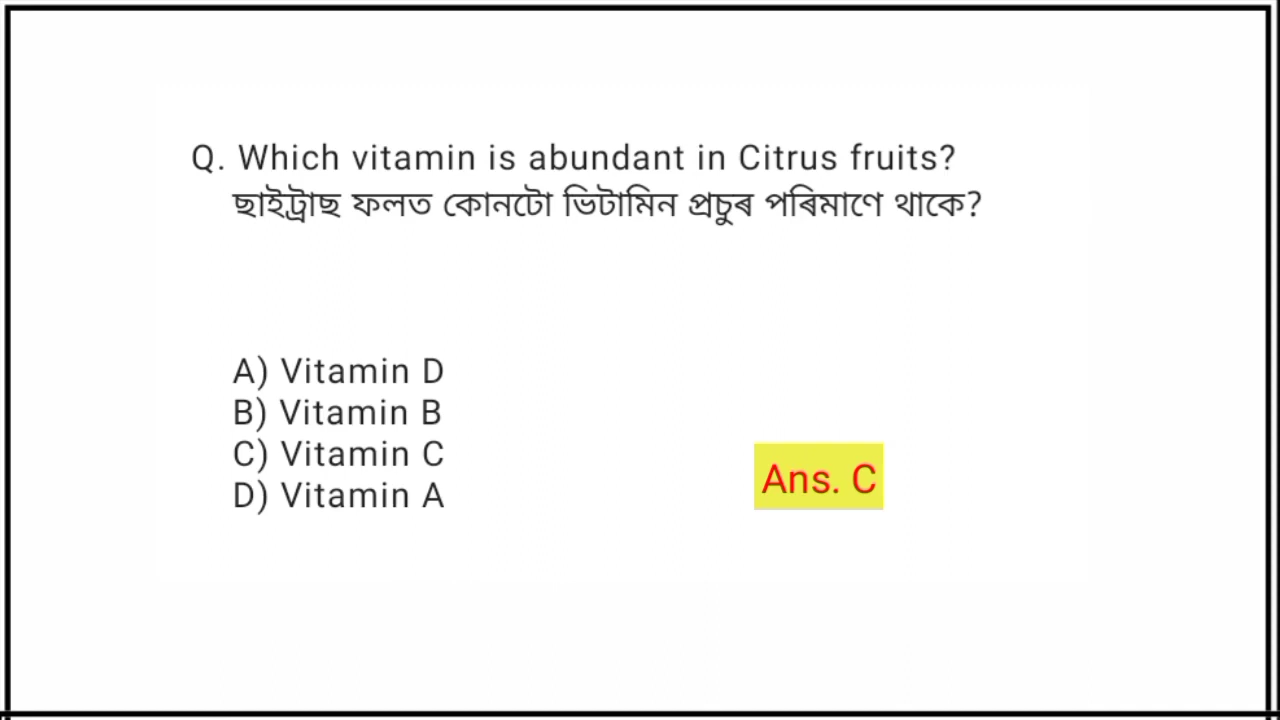 Q. Which vitamin is abundant in Citrus fruits?
ছাইট্ৰাছ ফলত কোনটো ভিটামিন প্ৰচুৰ পৰিমাণে থাকে?
A) Vitamin D
B) Vitamin B
C) Vitamin C
D) Vitamin A
Ans. C